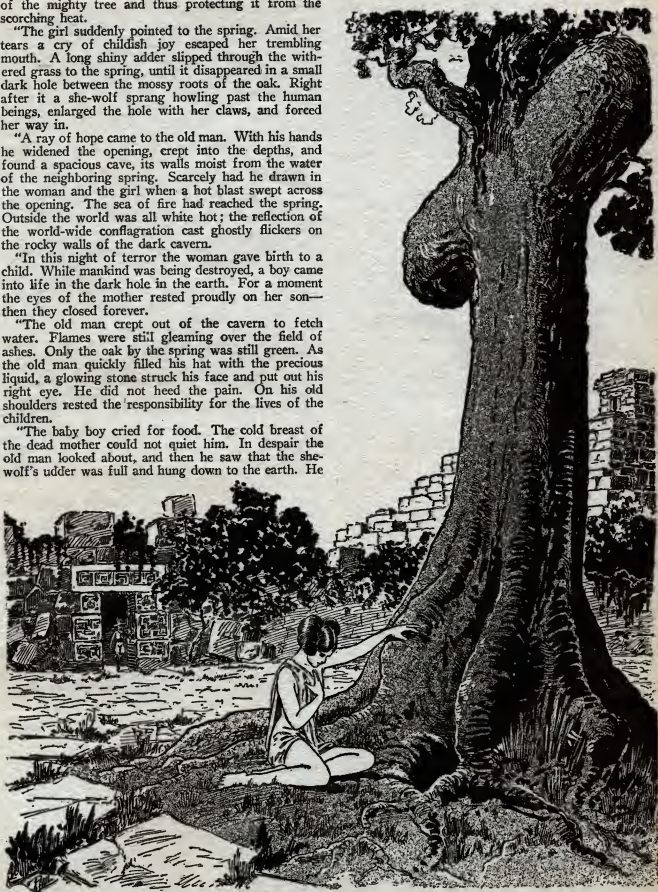 of the mighty tree and thus protecting it from the
scorching heat.
"The girl suddenly pointed to the spring. Amid her
tears a cry of childish joy escaped her trembling
mouth. A long shiny adder slipped through the with-
ered grass to the spring, until it disappeared in a small
dark hole between the mossy roots of the oak. Right
after it a she-wolf sprang howling past the human
beings, enlarged the hole with her claws, and forced
her way in.
"A ray of hope came to the old man. With his hands
he widened the opening, crept into the depths, and
found a spacious cave, its walls moist from the water
of the neighboring spring. Scarcely had he drawn in
the woman and the girl when a hot blast swept across
the opening. The sea of fire had reached the spring.
Outside the world was all white hot; the reflection of
the world-wide conflagration cast ghostly flickers on
the rocky walls of the dark cavern.
"In this night of terror the woman gave birth to a
child. While mankind was being destroyed, a boy came
into life in the dark hole in the earth. For a moment
the eyes of the mother rested proudly on her son—
then they closed forever.
"The old man crept out of the cavern to fetch
water. Flames were still gleaming over the field of
ashes. Only the oak by the spring was still green. As
the old man quickly filled his hat with the precious
liquid, a glowing stone struck his face and put out his
right eye. He did not heed the pain. On his old
shoulders rested the responsibility for the lives of the
children.
"The baby boy cried for food. The cold breast of
the dead mother could not quiet him. In despair the
old man looked about, and then he saw that the she-
wolf's udder was full and hung down to the earth. He